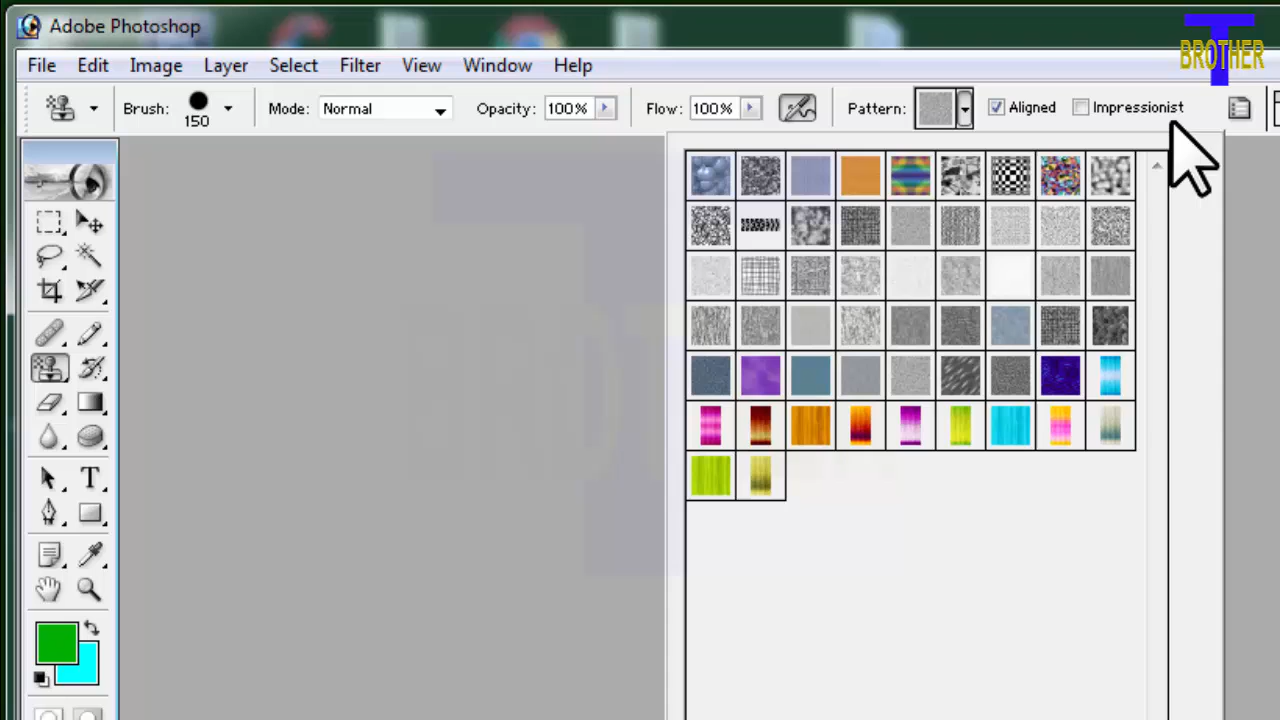 Adobe Photoshop
File Edit Image Layer Select Filter View Window Help
Brush: 150 Mode: Normal Opacity: 100% Flow: 100% Pattern: Aligned Impressionist
T
BROTHER